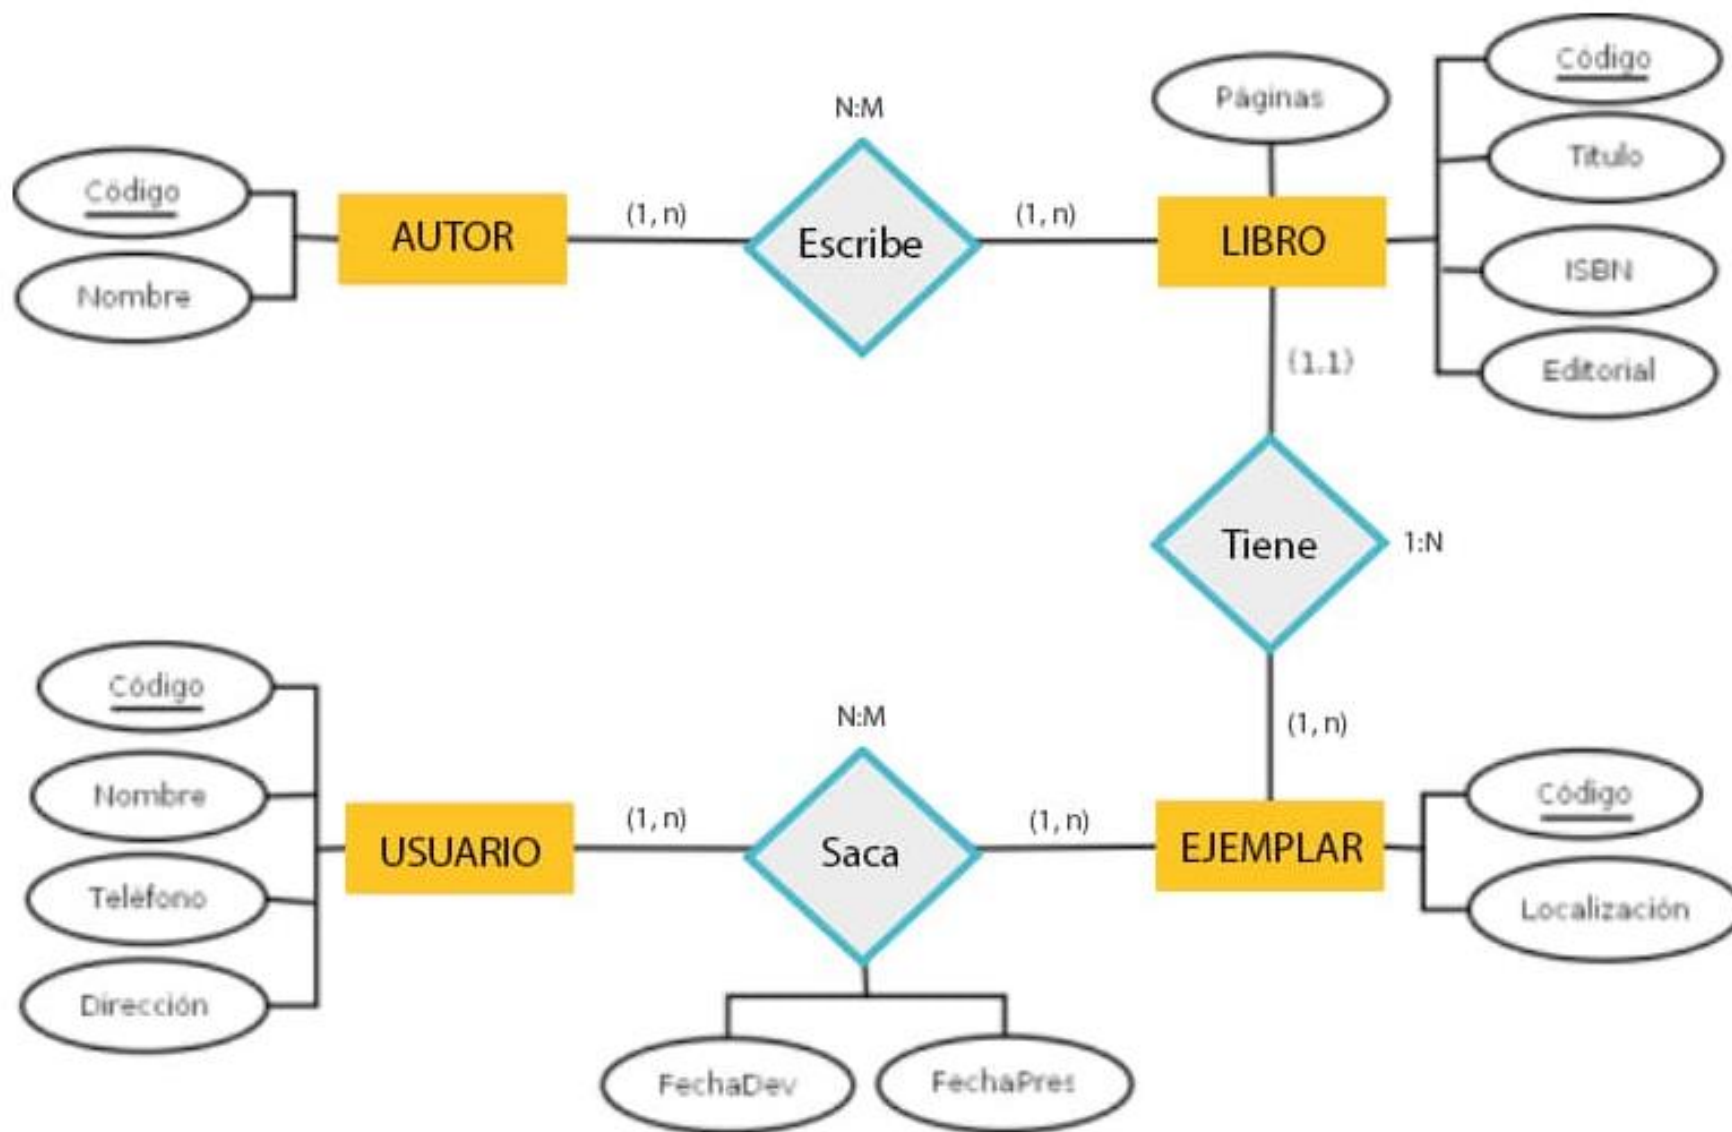 Código
Páginas
N:M
Título
Código
(1, n)
(1, n)
AUTOR
Escribe
LIBRO
ISBN
Nombre
(1,1)
Editorial
Tiene
1:N
Código
N:M
(1, n)
Nombre
Código
(1, n)
(1, n)
USUARIO
Saca
EJEMPLAR
Teléfono
Localización
Dirección
FechaDev
FechaPres